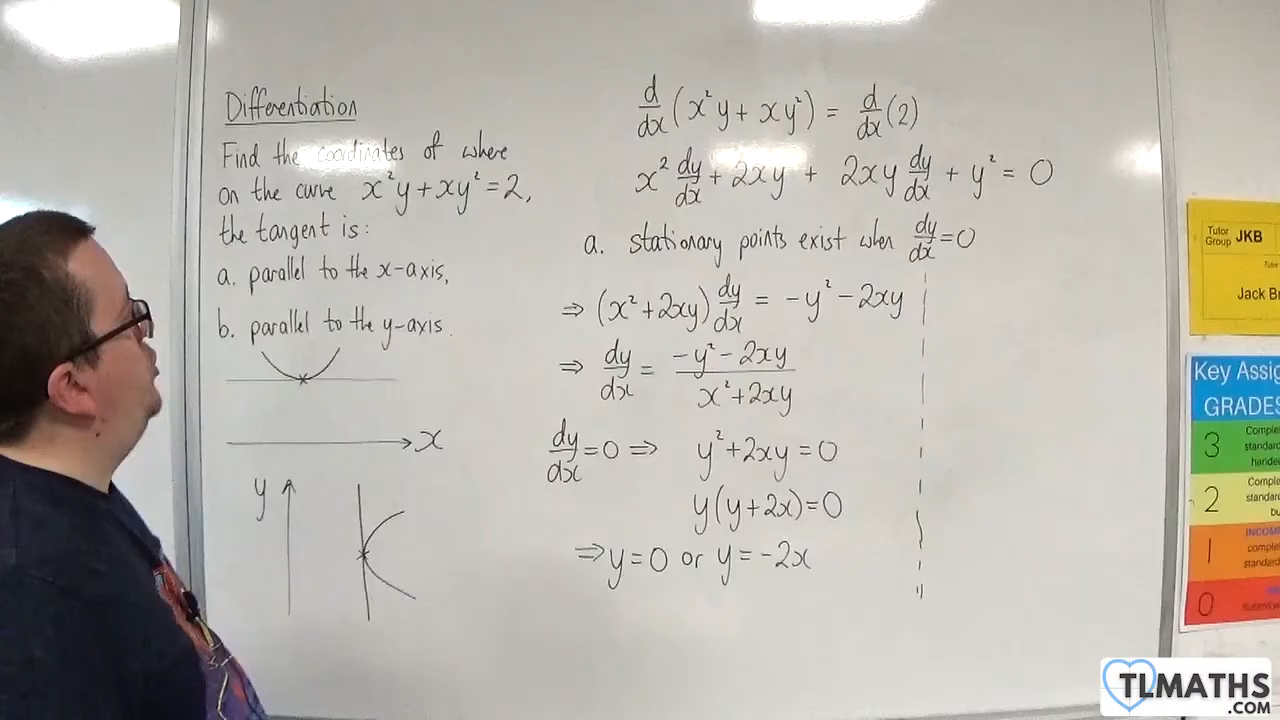 Differentiation
Find the coordinates of where
on the curve x²y + xy² = 2,
the tangent is:
a. parallel to the x-axis,
b. parallel to the y-axis.
x
y
d/dx (x²y + xy²) = d/dx (2)
x² dy/dx + 2xy + 2xy dy/dx + y² = 0
a. stationary points exist when dy/dx = 0
⇒ (x² + 2xy) dy/dx = -y² - 2xy
⇒ dy/dx = (-y² - 2xy)/(x² + 2xy)
dy/dx = 0 ⇒ y² + 2xy = 0
y(y + 2x) = 0
⇒ y = 0 or y = -2x
Tutor
Group JKB
Jack
Key
GRADES
3
2
1
0
TLMATHS
.COM